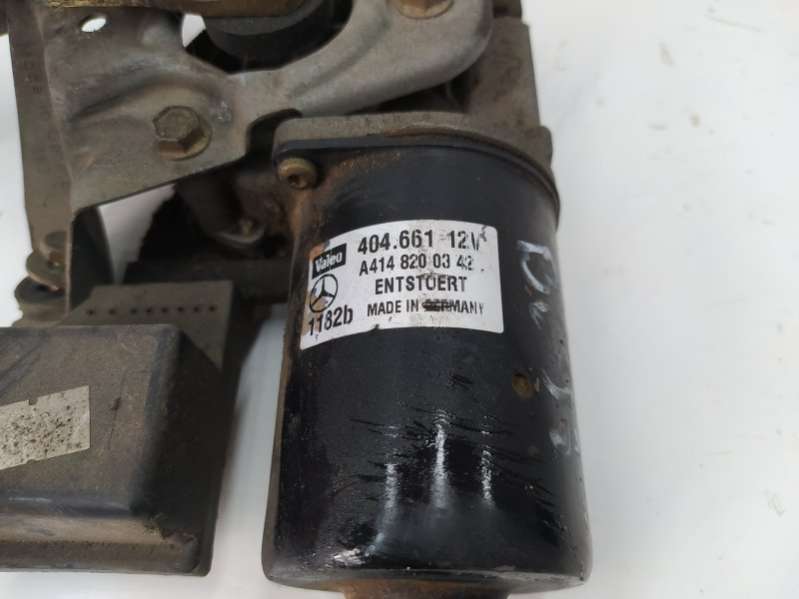 Valeo 404.661 12V
A414 820 03 42
ENTSTOERT
1182b MADE IN GERMANY